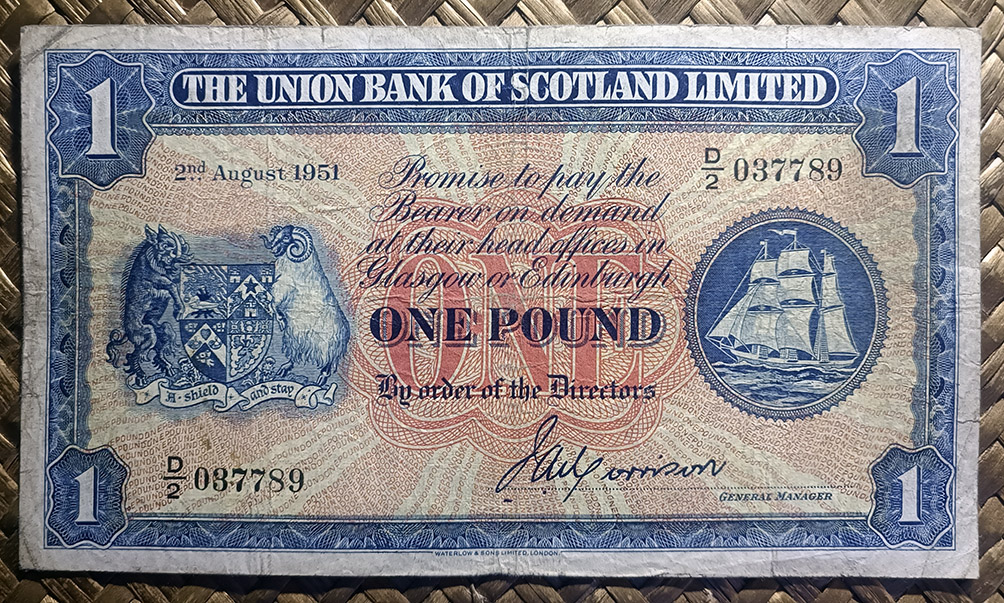 THE UNION BANK OF SCOTLAND LIMITED
1 1
2nd August 1951
D/2 037789
Promise to pay the
Bearer on demand
at their head offices in
Glasgow or Edinburgh
ONE
ONE POUND
By order of the Directors
A - shield and stay
D/2 037789
GENERAL MANAGER
1 1
WATERLOW & SONS LIMITED, LONDON